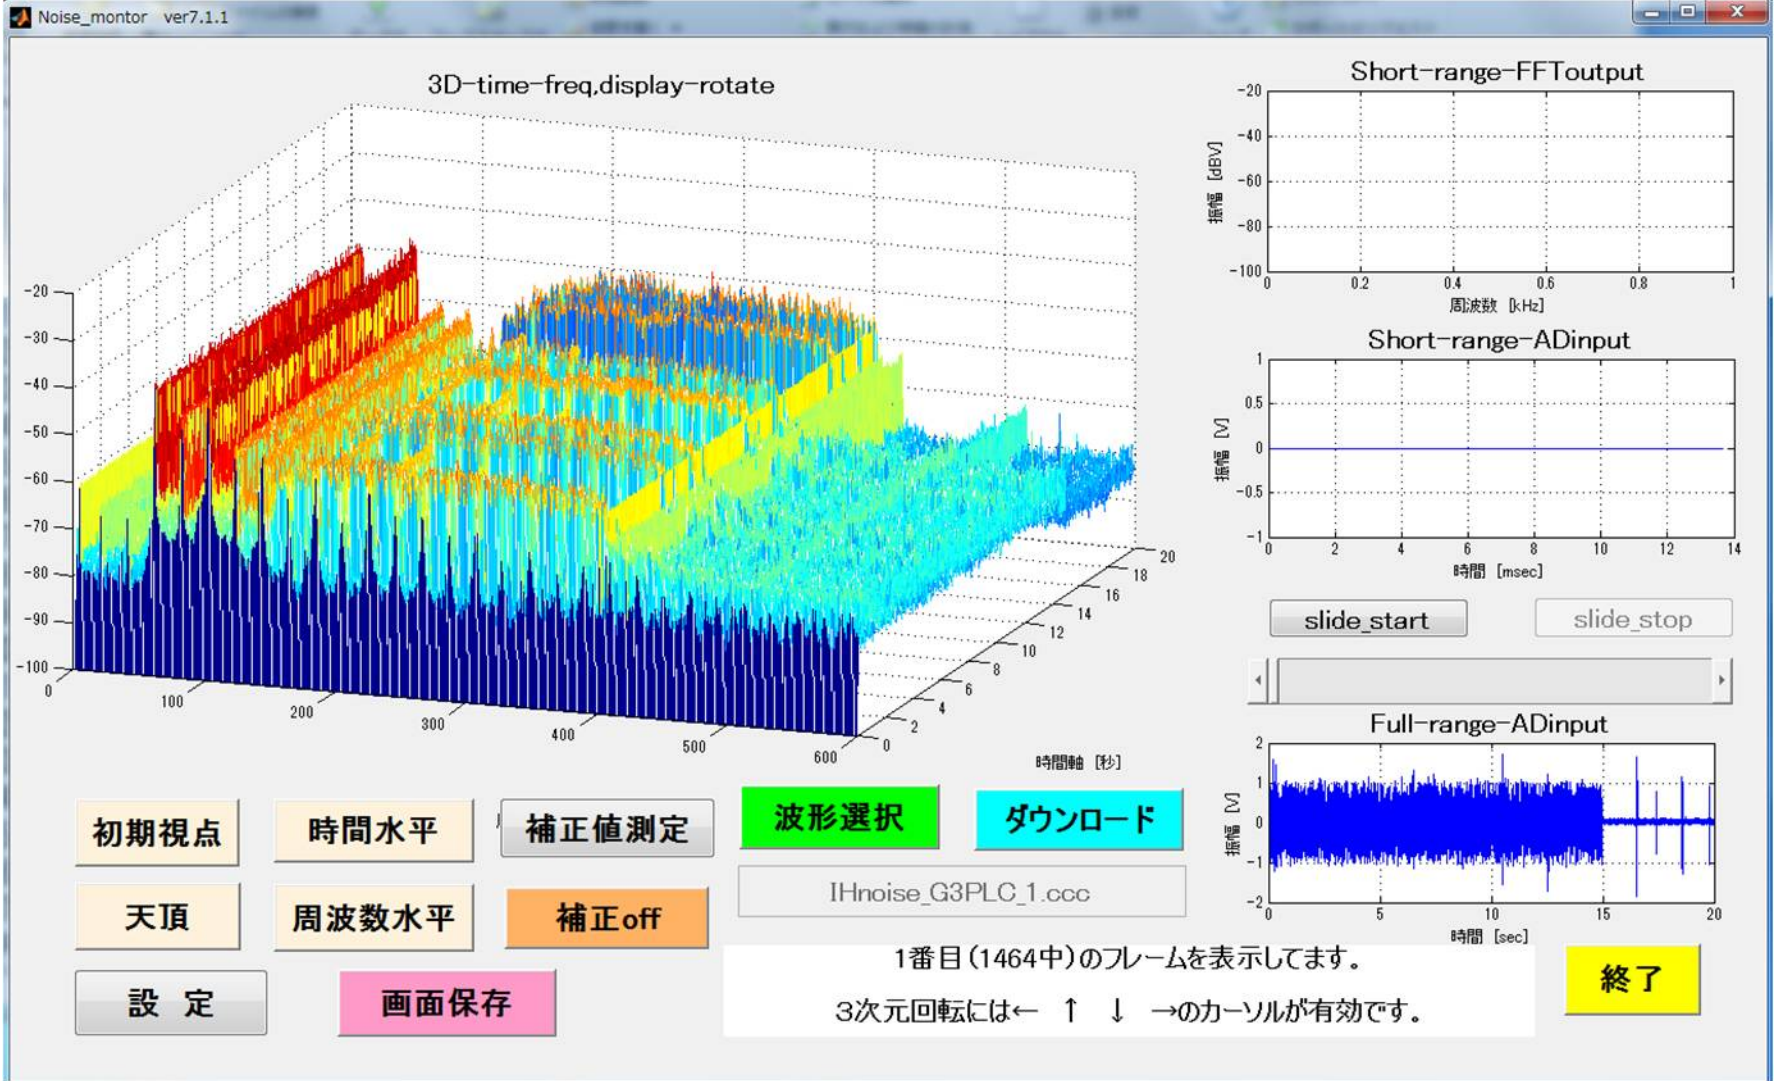 Noise_montor ver7.1.1
3D-time-freq,display-rotate
-20
-30
-40
-50
-60
-70
-80
-90
-100
0
100
200
300
400
500
600
0
2
4
6
8
10
12
14
16
18
20
時間軸 [秒]
Short-range-FFToutput
振幅 [dBV]
-20
-40
-60
-80
-100
0
0.2
0.4
0.6
0.8
1
周波数 [kHz]
Short-range-ADinput
振幅 [V]
1
0.5
0
-0.5
-1
0
2
4
6
8
10
12
14
時間 [msec]
slide_start
slide_stop
Full-range-ADinput
振幅 [V]
2
1
0
-1
-2
0
5
10
15
20
時間 [sec]
初期視点
時間水平
補正値測定
波形選択
ダウンロード
天頂
周波数水平
補正off
IHnoise_G3PLC_1.ccc
設 定
画面保存
1番目(1464中)のフレームを表示してます。
3次元回転には← ↑ ↓ →のカーソルが有効です。
終了